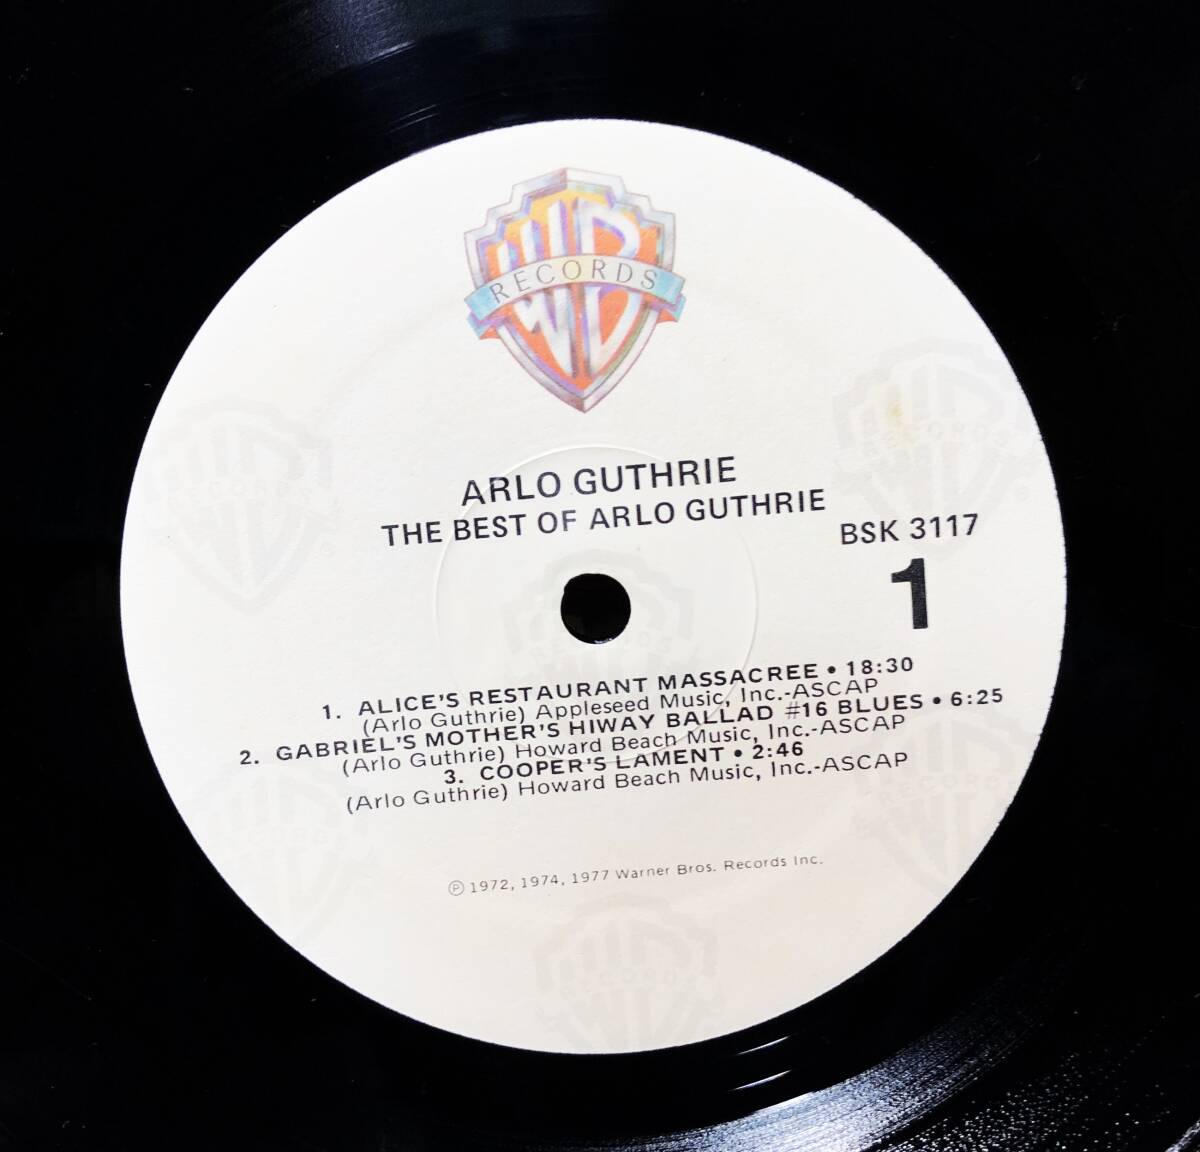 WB
RECORDS
ARLO GUTHRIE
THE BEST OF ARLO GUTHRIE
BSK 3117
1
1. ALICE'S RESTAURANT MASSACREE • 18:30
(Arlo Guthrie) Appleseed Music, Inc.-ASCAP
2. GABRIEL'S MOTHER'S HIWAY BALLAD #16 BLUES • 6:25
(Arlo Guthrie) Howard Beach Music, Inc.-ASCAP
3. COOPER'S LAMENT • 2:46
(Arlo Guthrie) Howard Beach Music, Inc.-ASCAP
℗ 1972, 1974, 1977 Warner Bros. Records Inc.